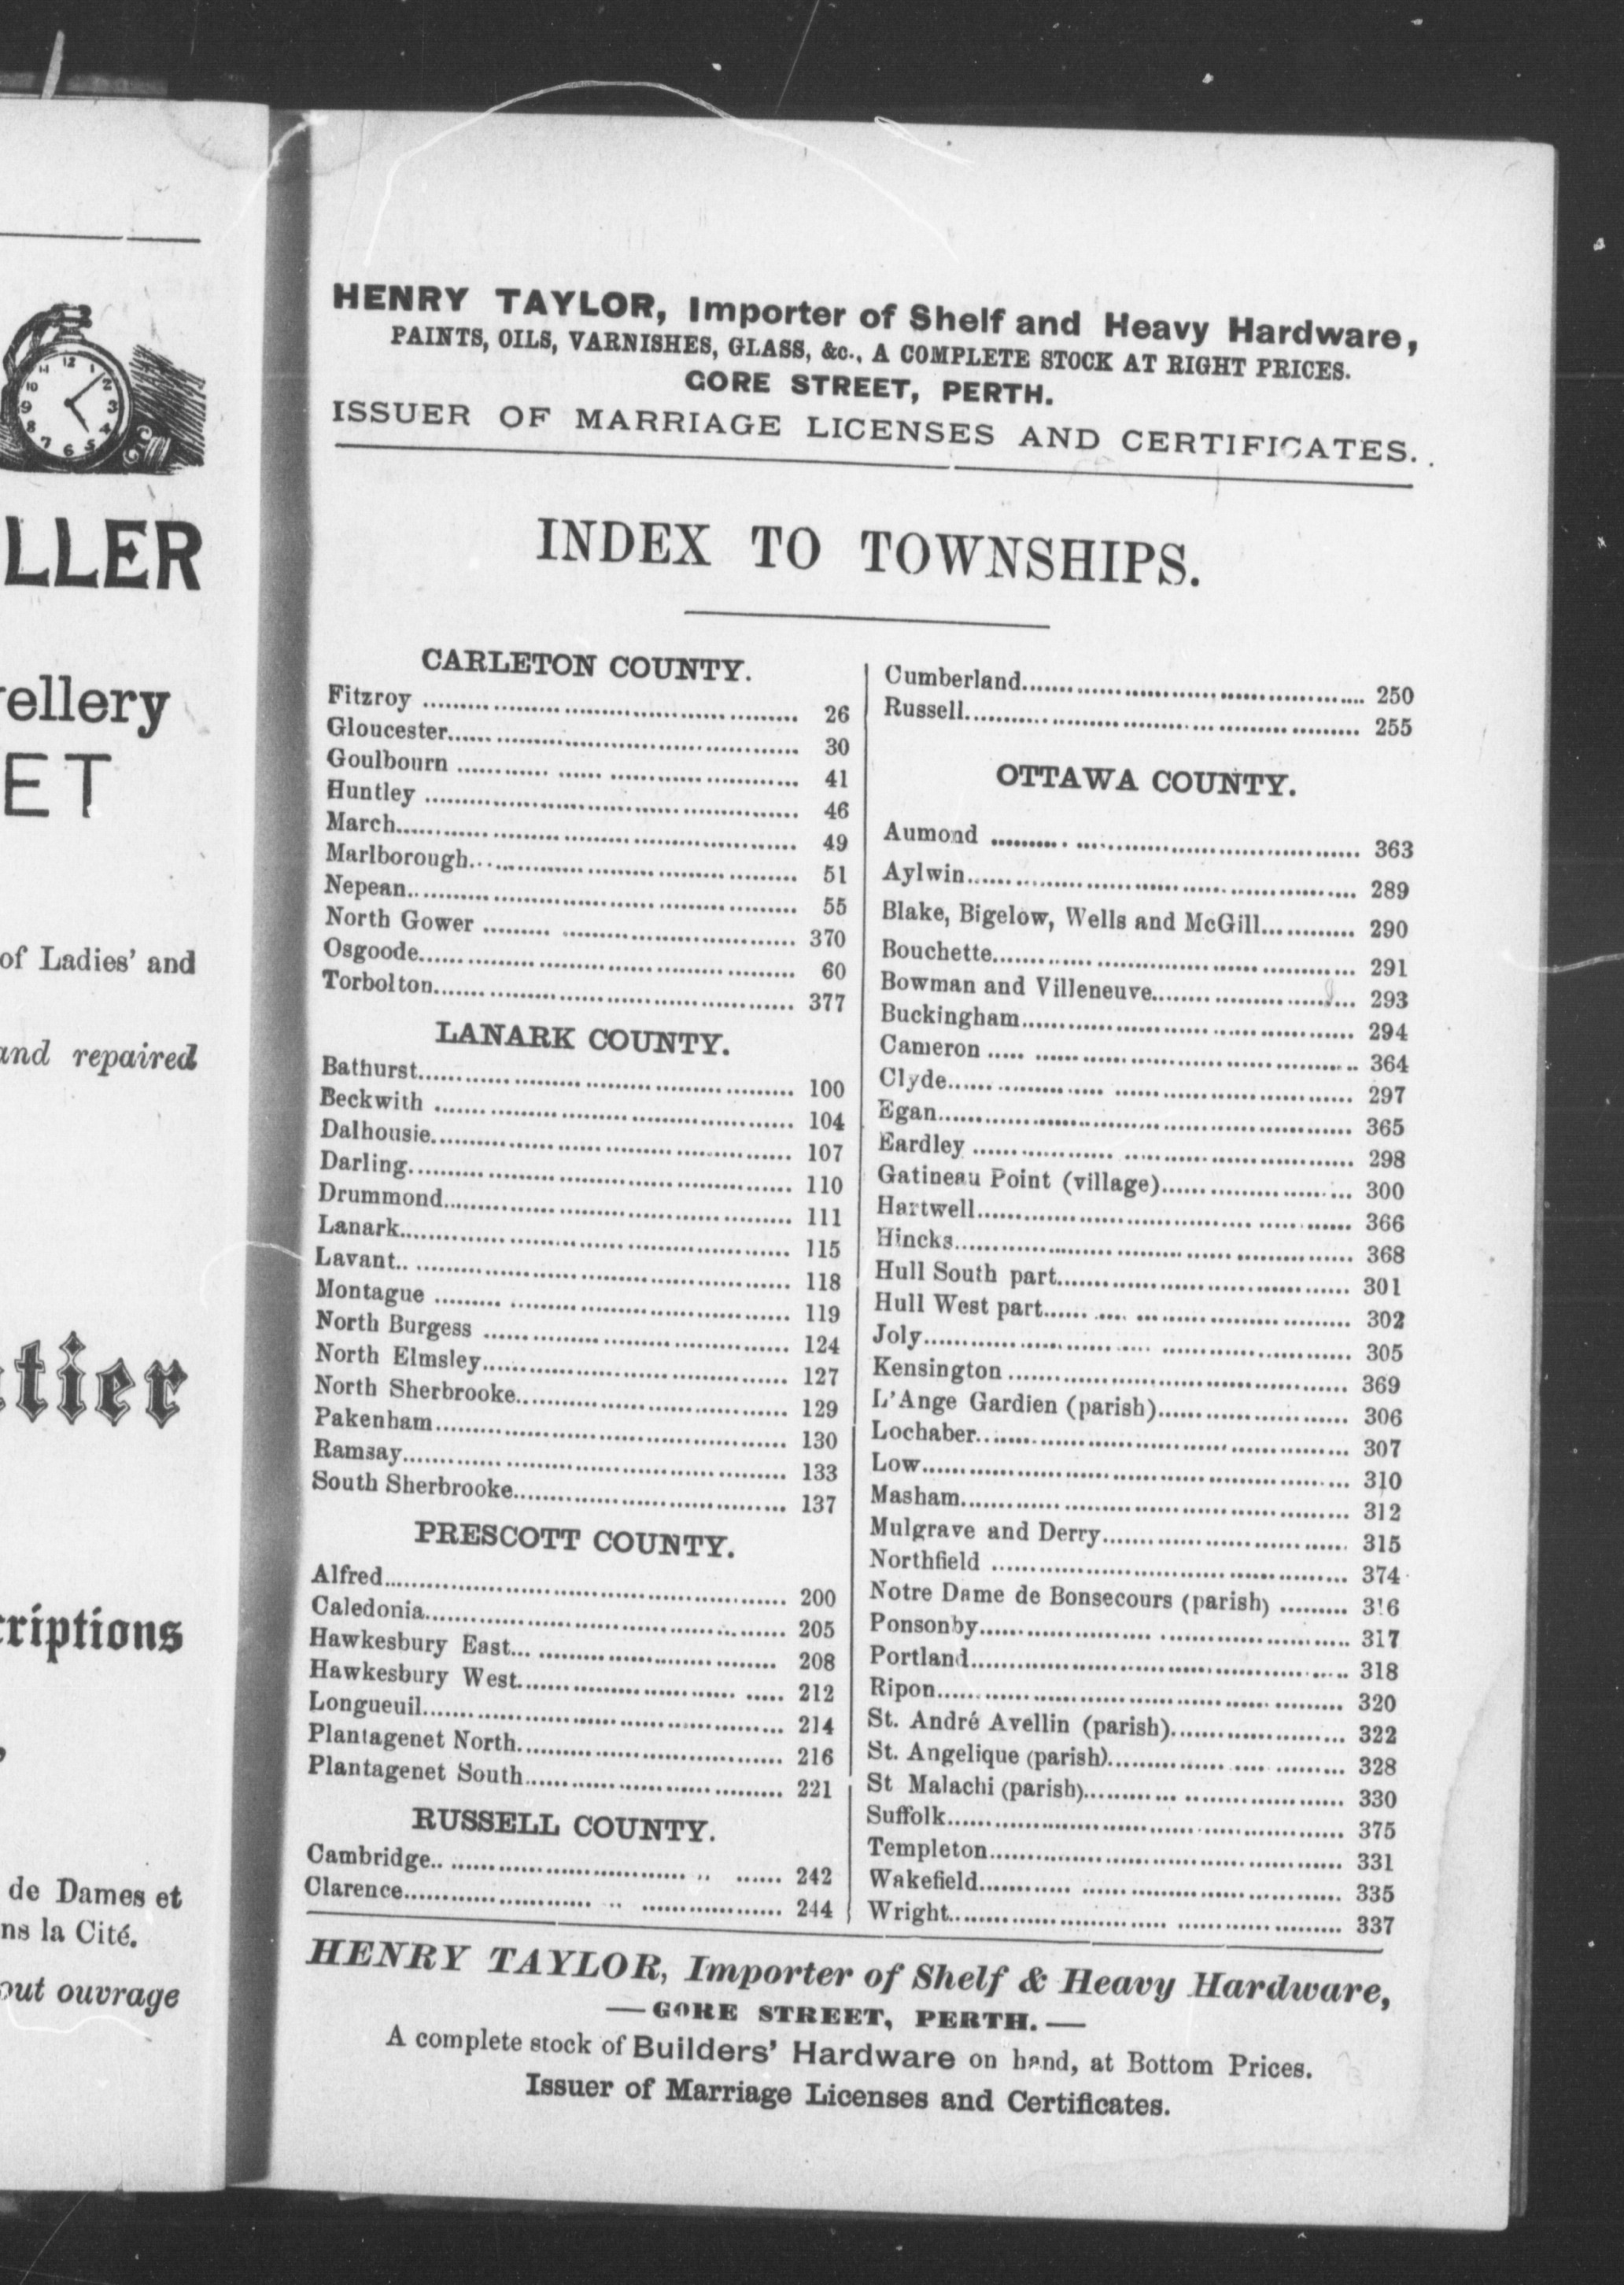 LLER
ellery
ET
of Ladies' and
and repaired
tier
criptions
de Dames et
ns la Cité.
out ouvrage
HENRY TAYLOR, Importer of Shelf and Heavy Hardware,
PAINTS, OILS, VARNISHES, GLASS, &c., A COMPLETE STOCK AT RIGHT PRICES.
GORE STREET, PERTH.
ISSUER OF MARRIAGE LICENSES AND CERTIFICATES.
INDEX TO TOWNSHIPS.
CARLETON COUNTY.
Fitzroy 26
Gloucester 30
Goulbourn 41
Huntley 46
March 49
Marlborough 51
Nepean 55
North Gower 370
Osgoode 60
Torbolton 377
LANARK COUNTY.
Bathurst 100
Beckwith 104
Dalhousie 107
Darling 110
Drummond 111
Lanark 115
Lavant 118
Montague 119
North Burgess 124
North Elmsley 127
North Sherbrooke 129
Pakenham 130
Ramsay 133
South Sherbrooke 137
PRESCOTT COUNTY.
Alfred 200
Caledonia 205
Hawkesbury East 208
Hawkesbury West 212
Longueuil 214
Plantagenet North 216
Plantagenet South 221
RUSSELL COUNTY.
Cambridge 242
Clarence 244
Cumberland 250
Russell 255
OTTAWA COUNTY.
Aumond 363
Aylwin 289
Blake, Bigelow, Wells and McGill 290
Bouchette 291
Bowman and Villeneuve 293
Buckingham 294
Cameron 364
Clyde 297
Egan 365
Eardley 298
Gatineau Point (village) 300
Hartwell 366
Hincks 368
Hull South part 301
Hull West part 302
Joly 305
Kensington 369
L'Ange Gardien (parish) 306
Lochaber 307
Low 310
Masham 312
Mulgrave and Derry 315
Northfield 374
Notre Dame de Bonsecours (parish) 316
Ponsonby 317
Portland 318
Ripon 320
St. André Avellin (parish) 322
St. Angelique (parish) 328
St Malachi (parish) 330
Suffolk 375
Templeton 331
Wakefield 335
Wright 337
HENRY TAYLOR, Importer of Shelf & Heavy Hardware,
— GORE STREET, PERTH. —
A complete stock of Builders' Hardware on hand, at Bottom Prices.
Issuer of Marriage Licenses and Certificates.